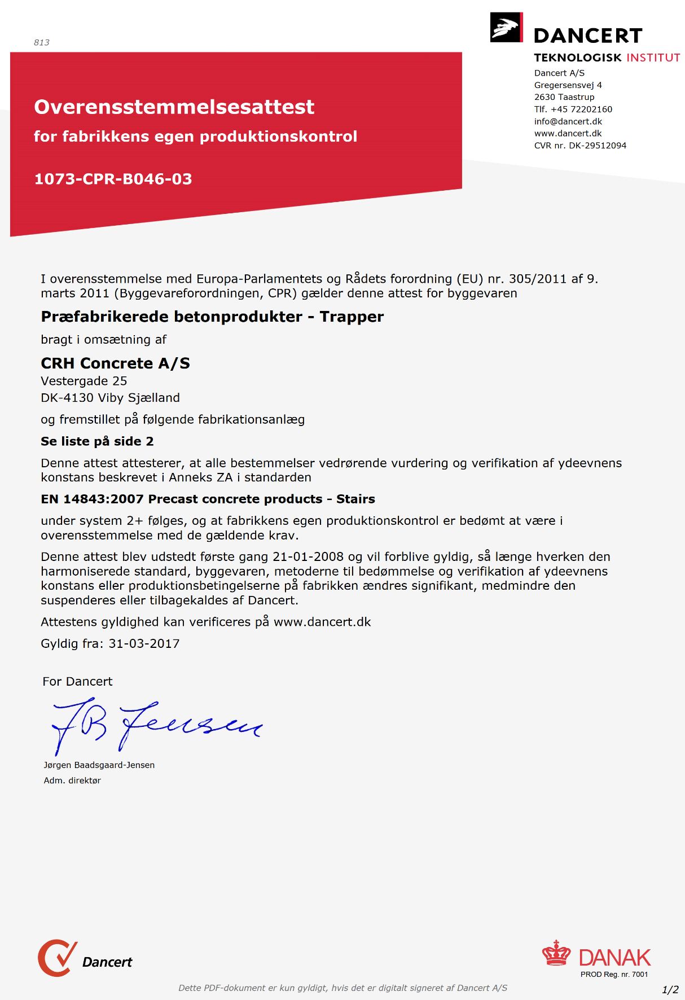 813
DANCERT
TEKNOLOGISK INSTITUT
Dancert A/S
Gregersensvej 4
2630 Taastrup
Tlf. +45 72202160
info@dancert.dk
www.dancert.dk
CVR nr. DK-29512094
Overensstemmelsesattest
for fabrikkens egen produktionskontrol
1073-CPR-B046-03
I overensstemmelse med Europa-Parlamentets og Rådets forordning (EU) nr. 305/2011 af 9.
marts 2011 (Byggevareforordningen, CPR) gælder denne attest for byggevaren
Præfabrikerede betonprodukter - Trapper
bragt i omsætning af
CRH Concrete A/S
Vestergade 25
DK-4130 Viby Sjælland
og fremstillet på følgende fabrikationsanlæg
Se liste på side 2
Denne attest attesterer, at alle bestemmelser vedrørende vurdering og verifikation af ydeevnens
konstans beskrevet i Anneks ZA i standarden
EN 14843:2007 Precast concrete products - Stairs
under system 2+ følges, og at fabrikkens egen produktionskontrol er bedømt at være i
overensstemmelse med de gældende krav.
Denne attest blev udstedt første gang 21-01-2008 og vil forblive gyldig, så længe hverken den
harmoniserede standard, byggevaren, metoderne til bedømmelse og verifikation af ydeevnens
konstans eller produktionsbetingelserne på fabrikken ændres signifikant, medmindre den
suspenderes eller tilbagekaldes af Dancert.
Attestens gyldighed kan verificeres på www.dancert.dk
Gyldig fra: 31-03-2017
For Dancert
JB Jensen
Jørgen Baadsgaard-Jensen
Adm. direktør
Dancert
DANAK
PROD Reg. nr. 7001
Dette PDF-dokument er kun gyldigt, hvis det er digitalt signeret af Dancert A/S
1/2